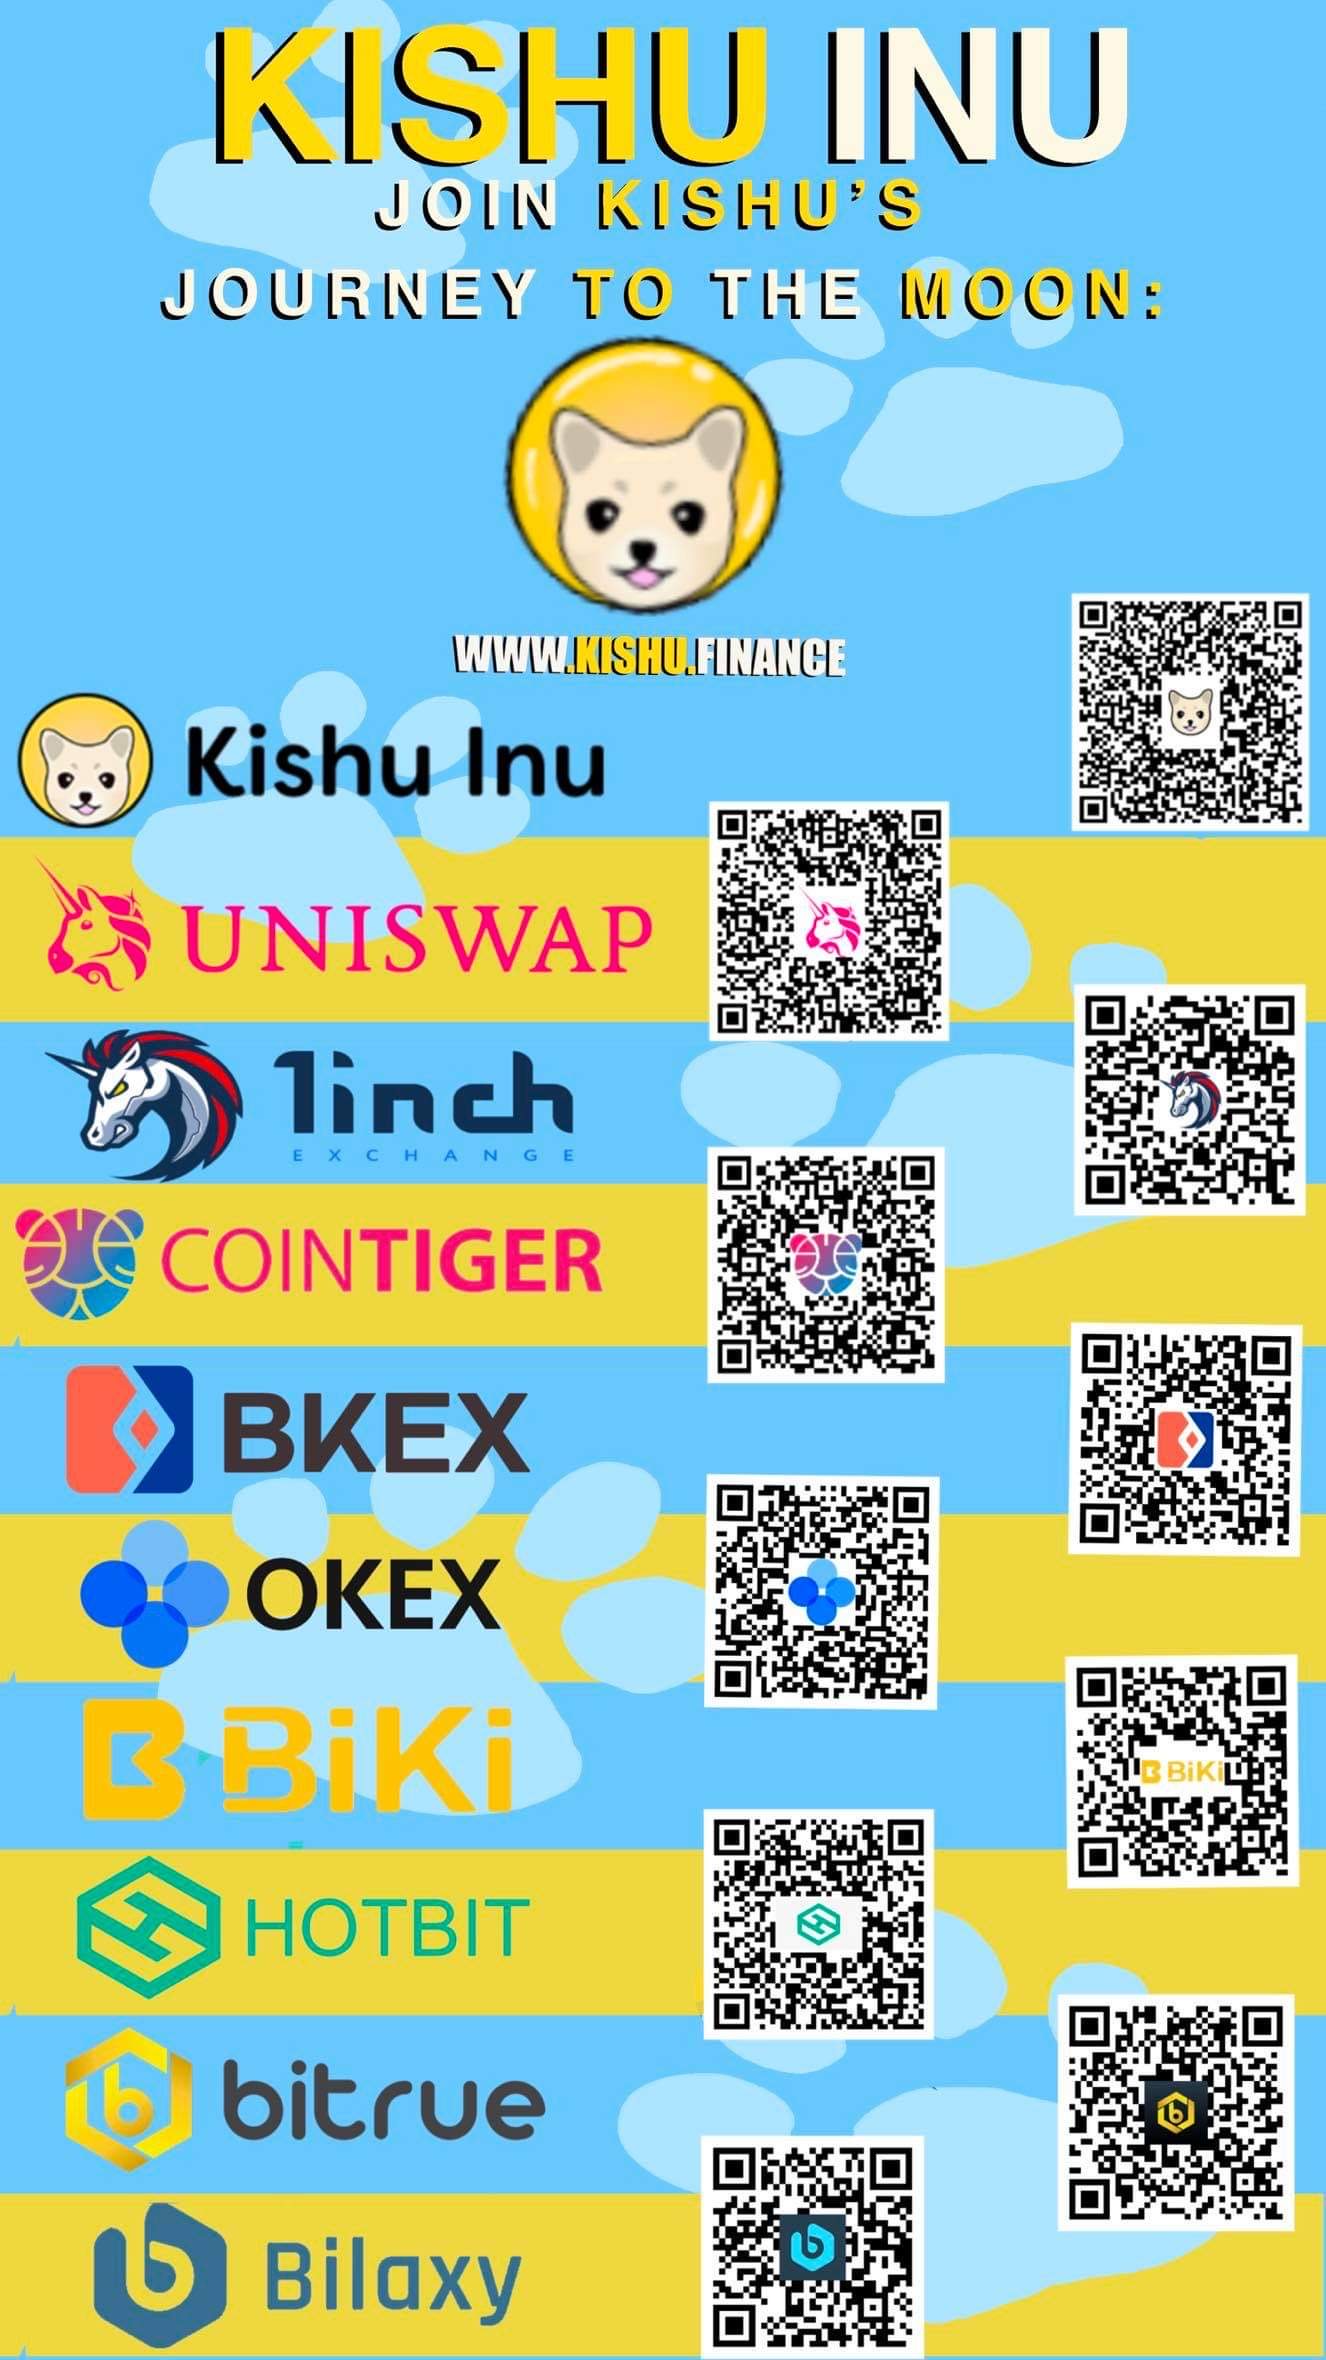 KISHU INU
JOIN KISHU'S
JOURNEY TO THE MOON:
WWW.KISHU.FINANCE
Kishu Inu
UNISWAP
1inch
EXCHANGE
COINTIGER
BKEX
OKEX
BiKi
BiKi
HOTBIT
bitrue
Bilaxy